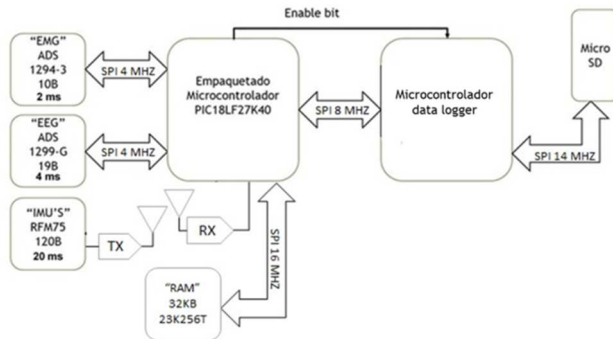 Enable bit
"EMG"
ADS
1294-3
10B
2 ms
SPI 4 MHZ
Empaquetado
Microcontrolador
PIC18LF27K40
SPI 8 MHZ
Microcontrolador
data logger
Micro
SD
SPI 14 MHZ
"EEG"
ADS
1299-G
19B
4 ms
SPI 4 MHZ
"IMU'S"
RFM75
120B
20 ms
TX
RX
SPI 16 MHZ
"RAM"
32KB
23K256T